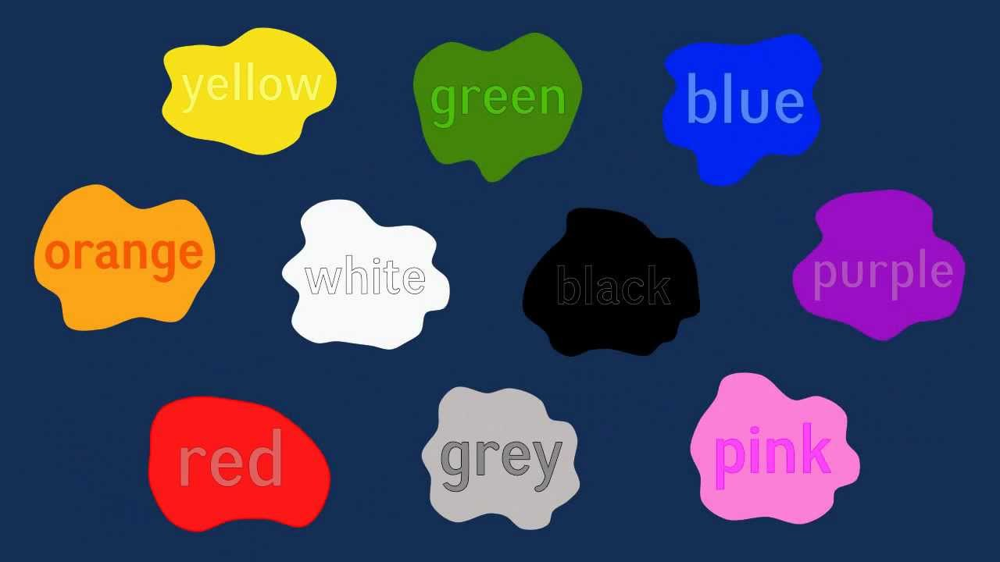 yellow
green
blue
orange
white
black
purple
red
grey
pink